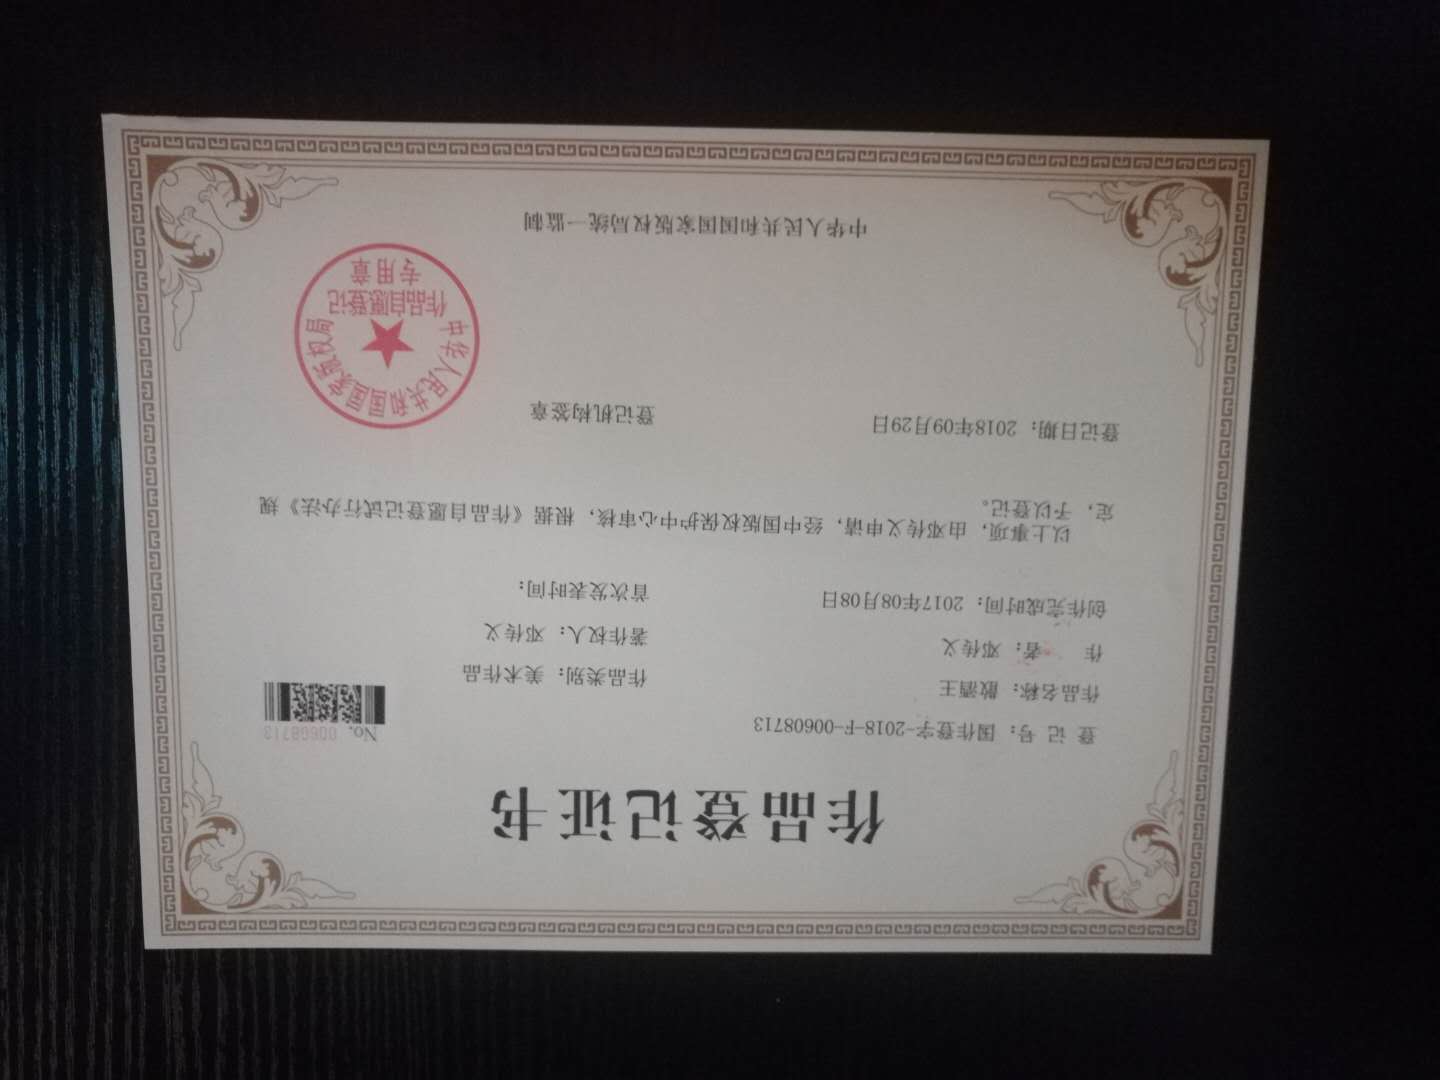 作品登记证书
No. 00608713
登 记 号：国作登字-2018-F-00608713
作品名称：散酒王
作品类别：美术作品
作　　者：邓传义
著作权人：邓传义
创作完成时间：2017年08月08日
首次发表时间：
以上事项，由邓传义申请，经中国版权保护中心审核，根据《作品自愿登记试行办法》规
定，予以登记。
登记日期：2018年09月29日
登记机构签章
中华人民共和国国家版权局
作品自愿登记
专用章
中华人民共和国国家版权局统一监制